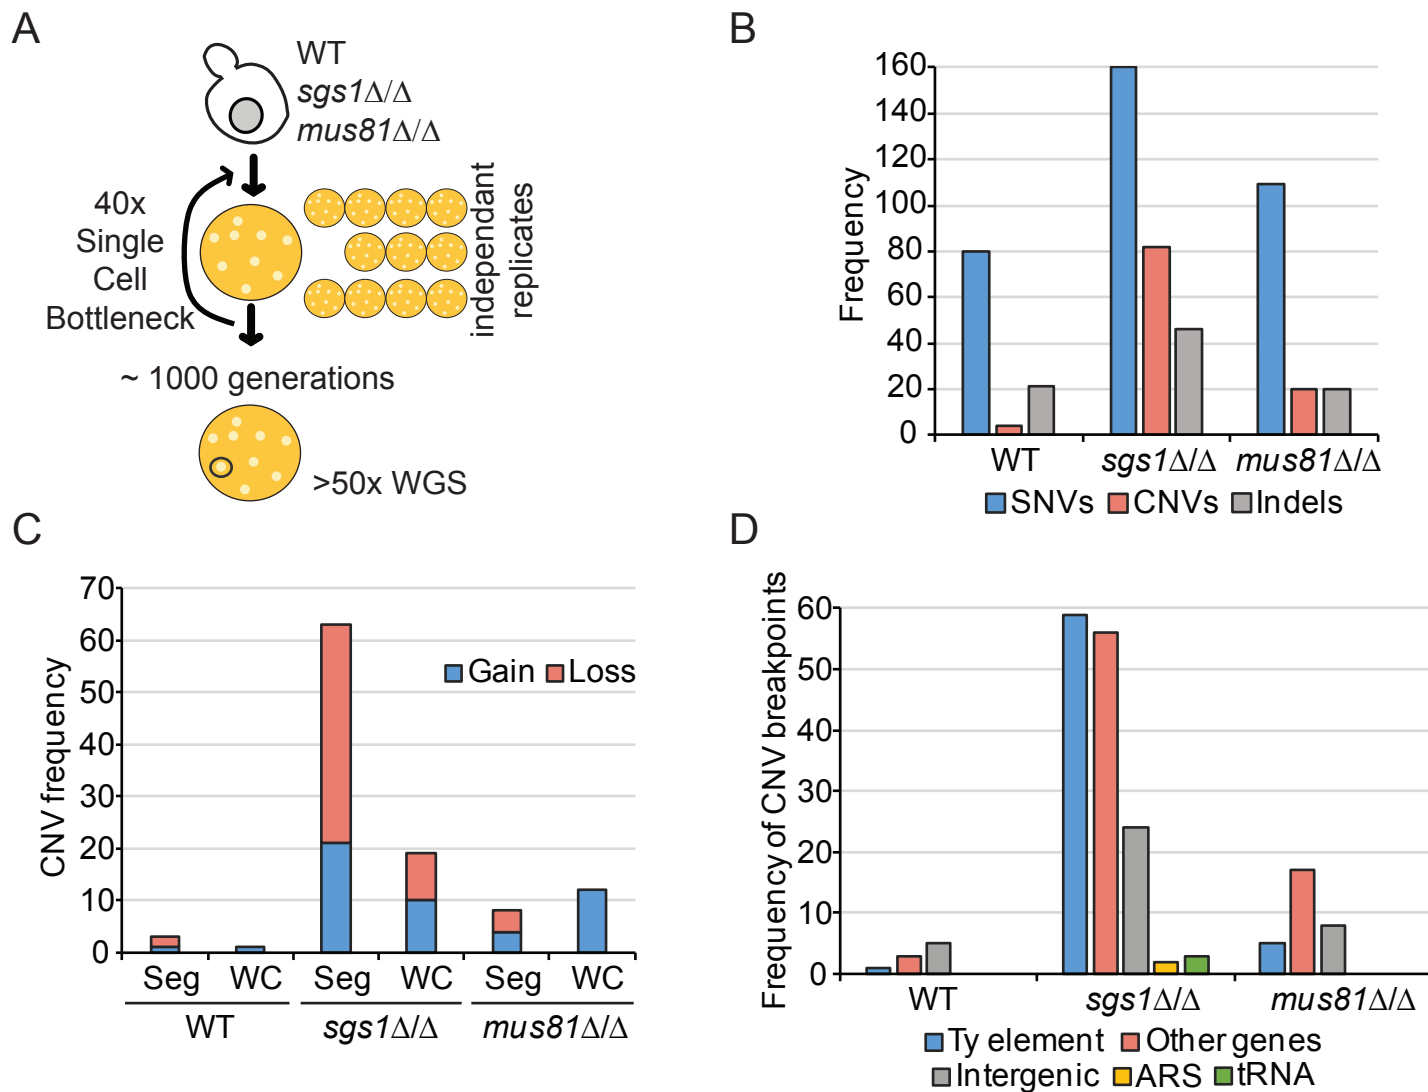 A
WT
sgs1Δ/Δ
mus81Δ/Δ
40x
Single
Cell
Bottleneck
independant
replicates
~ 1000 generations
>50x WGS
B
Frequency
160
140
120
100
80
60
40
20
0
WT
sgs1Δ/Δ
mus81Δ/Δ
SNVs CNVs Indels
C
CNV frequency
70
60
50
40
30
20
10
0
Gain Loss
Seg WC Seg WC Seg WC
WT sgs1Δ/Δ mus81Δ/Δ
D
Frequency of CNV breakpoints
60
50
40
30
20
10
0
WT sgs1Δ/Δ mus81Δ/Δ
Ty element Other genes
Intergenic ARS tRNA